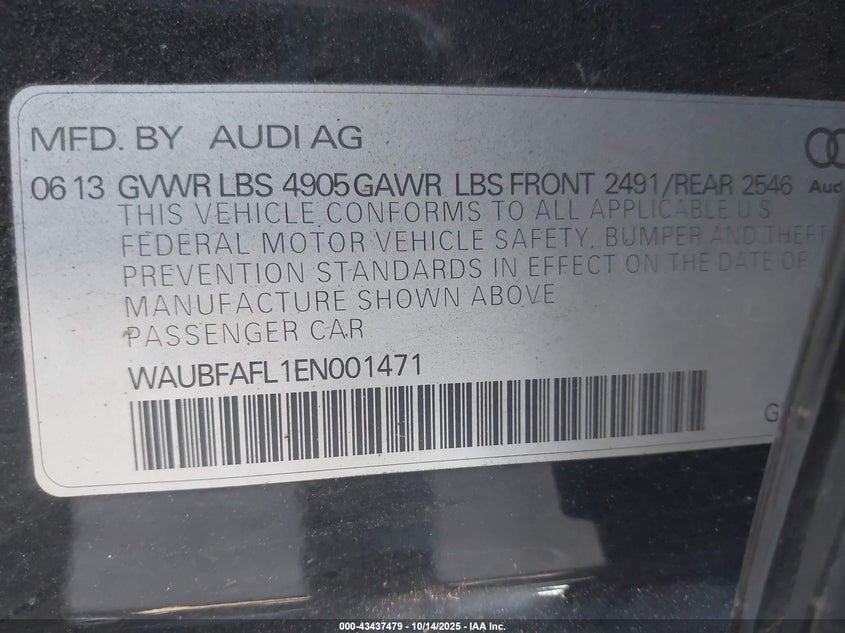 MFD. BY AUDI AG
06 13 GVWR LBS 4905 GAWR LBS FRONT 2491/REAR 2546
THIS VEHICLE CONFORMS TO ALL APPLICABLE U S
FEDERAL MOTOR VEHICLE SAFETY, BUMPER AND THEFT
PREVENTION STANDARDS IN EFFECT ON THE DATE OF
MANUFACTURE SHOWN ABOVE
PASSENGER CAR
WAUBFAFL1EN001471
Aud
G
000-43437479 | 10/14/2025 | IAA Inc.